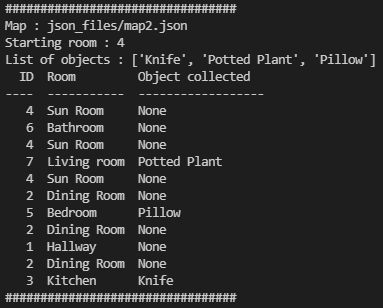 #################################
Map : json_files/map2.json
Starting room : 4
List of objects : ['Knife', 'Potted Plant', 'Pillow']
  ID  Room         Object collected
----  -----------  ------------------
   4  Sun Room     None
   6  Bathroom     None
   4  Sun Room     None
   7  Living room  Potted Plant
   4  Sun Room     None
   2  Dining Room  None
   5  Bedroom      Pillow
   2  Dining Room  None
   1  Hallway      None
   2  Dining Room  None
   3  Kitchen      Knife
#################################